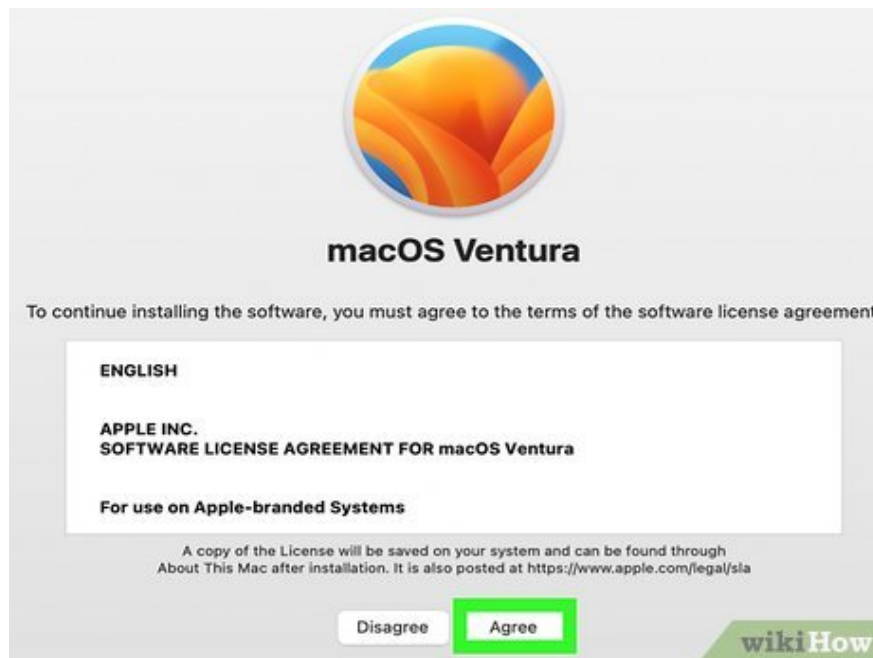 macOS Ventura
To continue installing the software, you must agree to the terms of the software license agreement
ENGLISH
APPLE INC.
SOFTWARE LICENSE AGREEMENT FOR macOS Ventura
For use on Apple-branded Systems
A copy of the License will be saved on your system and can be found through
About This Mac after installation. It is also posted at https://www.apple.com/legal/sla
Disagree Agree
wikiHow